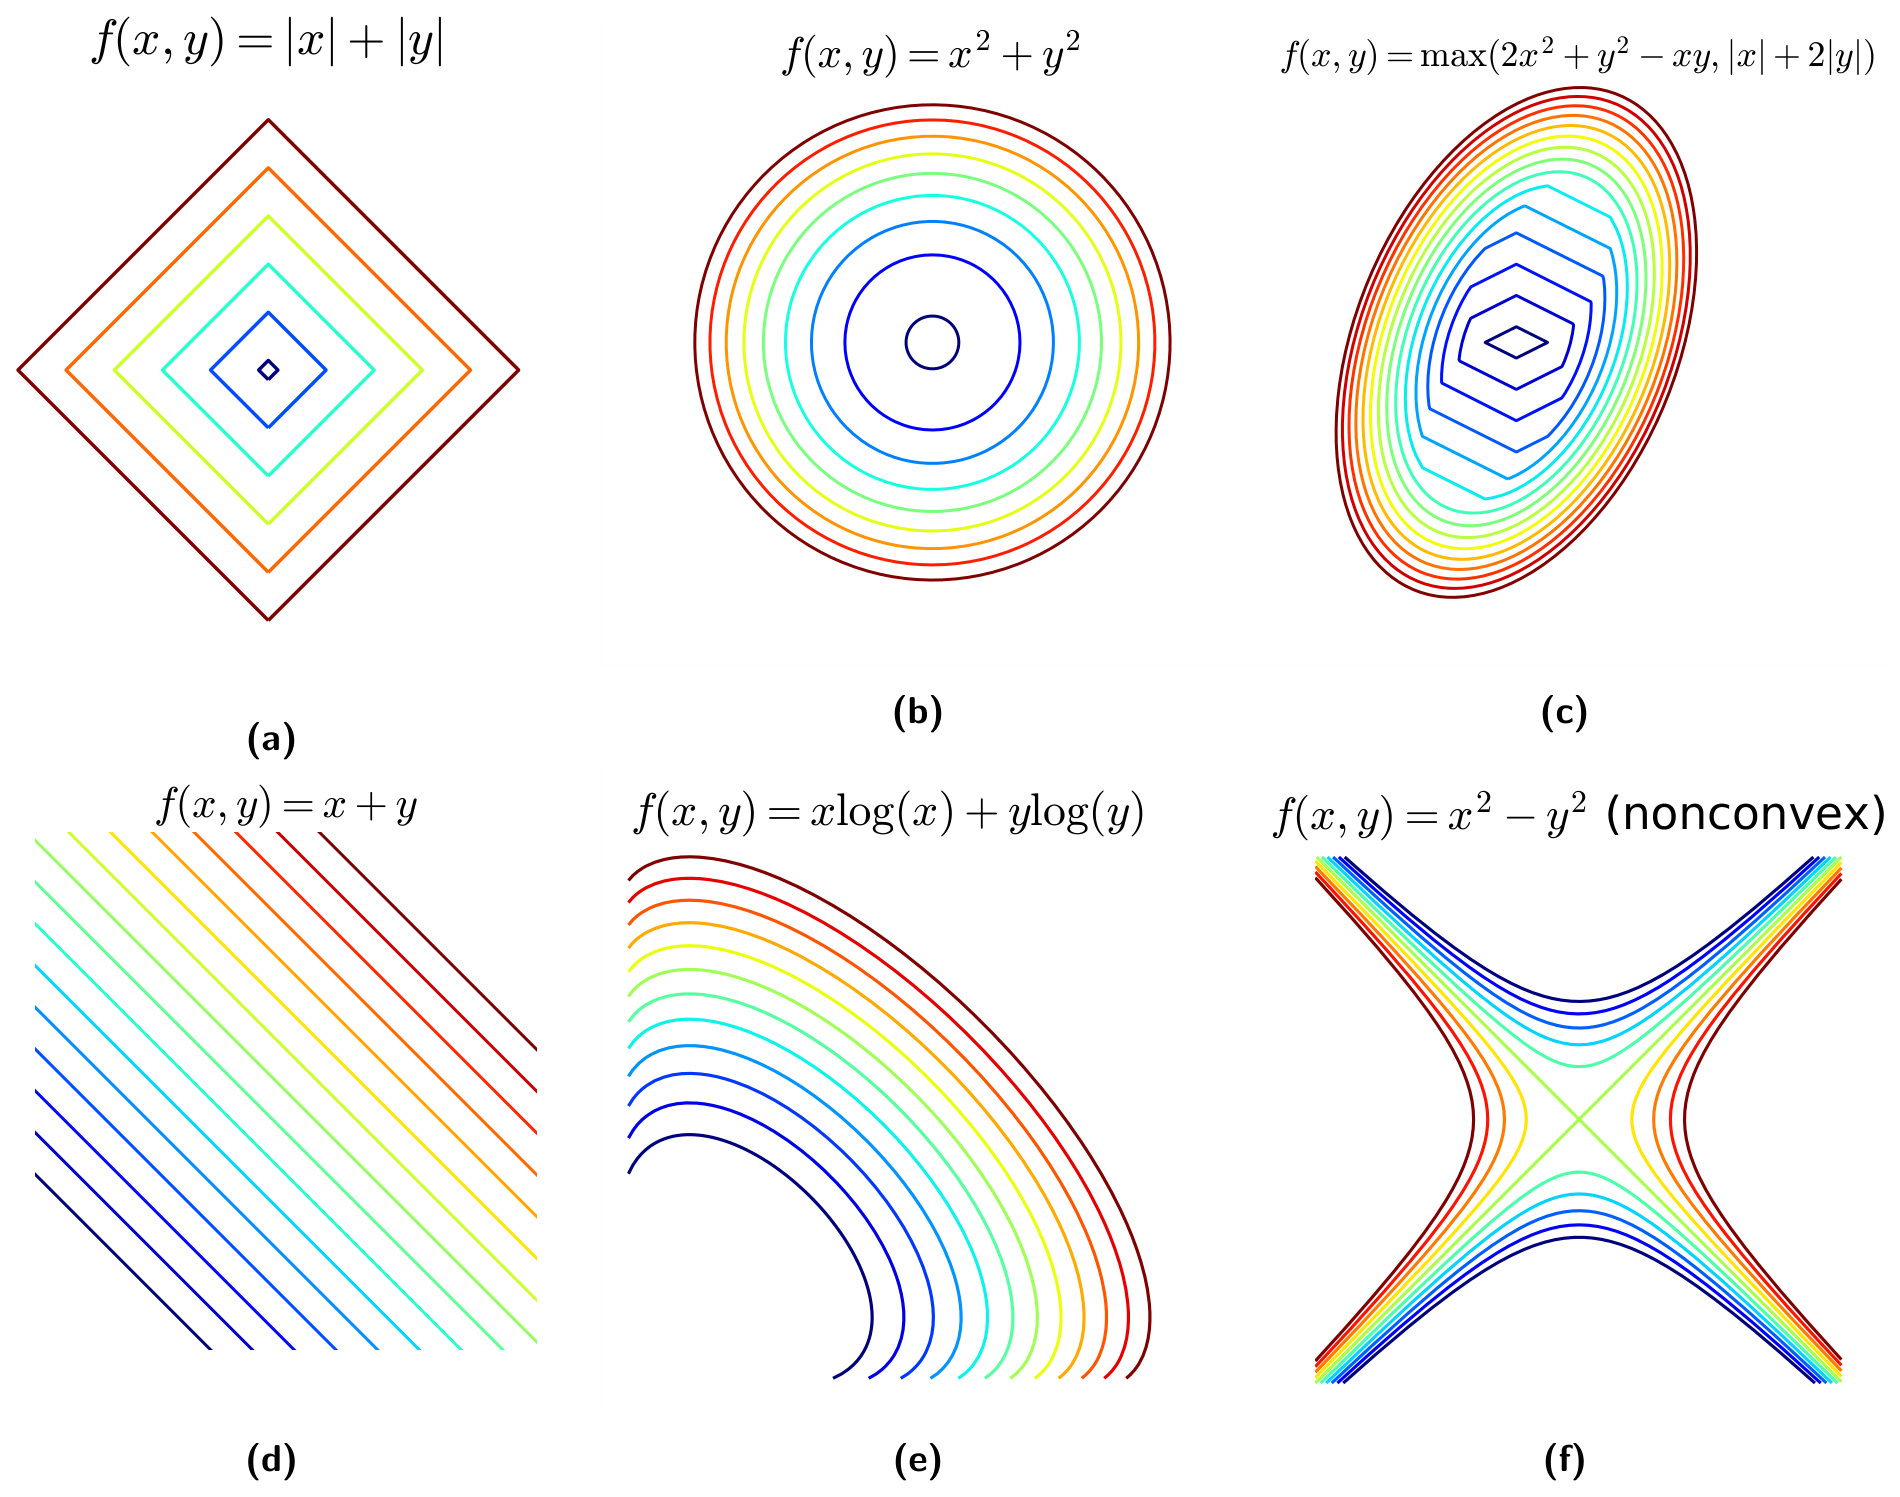 f(x, y) = |x| + |y|
f(x, y) = x² + y²
f(x, y) = max(2x² + y² − xy, |x| + 2|y|)
(a)
(b)
(c)
f(x, y) = x + y
f(x, y) = xlog(x) + ylog(y)
f(x, y) = x² − y² (nonconvex)
(d)
(e)
(f)